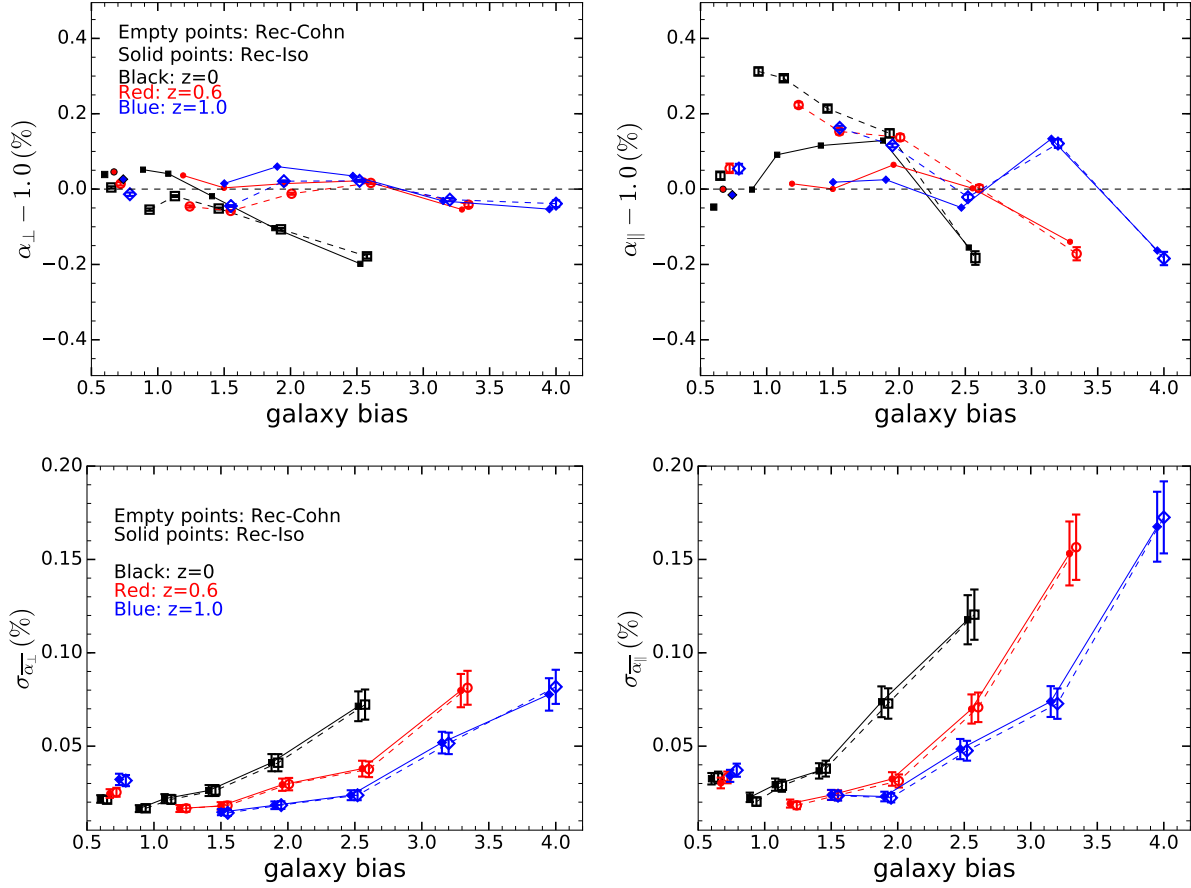 0.4
0.2
0.0
−0.2
−0.4
α⊥ − 1.0 (%)
Empty points: Rec-Cohn
Solid points: Rec-Iso
Black: z=0
Red: z=0.6
Blue: z=1.0
0.5 1.0 1.5 2.0 2.5 3.0 3.5 4.0
galaxy bias
0.4
0.2
0.0
−0.2
−0.4
α|| − 1.0 (%)
0.5 1.0 1.5 2.0 2.5 3.0 3.5 4.0
galaxy bias
0.20
0.15
0.10
0.05
σα⊥ (%)
Empty points: Rec-Cohn
Solid points: Rec-Iso
Black: z=0
Red: z=0.6
Blue: z=1.0
0.5 1.0 1.5 2.0 2.5 3.0 3.5 4.0
galaxy bias
0.20
0.15
0.10
0.05
σα|| (%)
0.5 1.0 1.5 2.0 2.5 3.0 3.5 4.0
galaxy bias